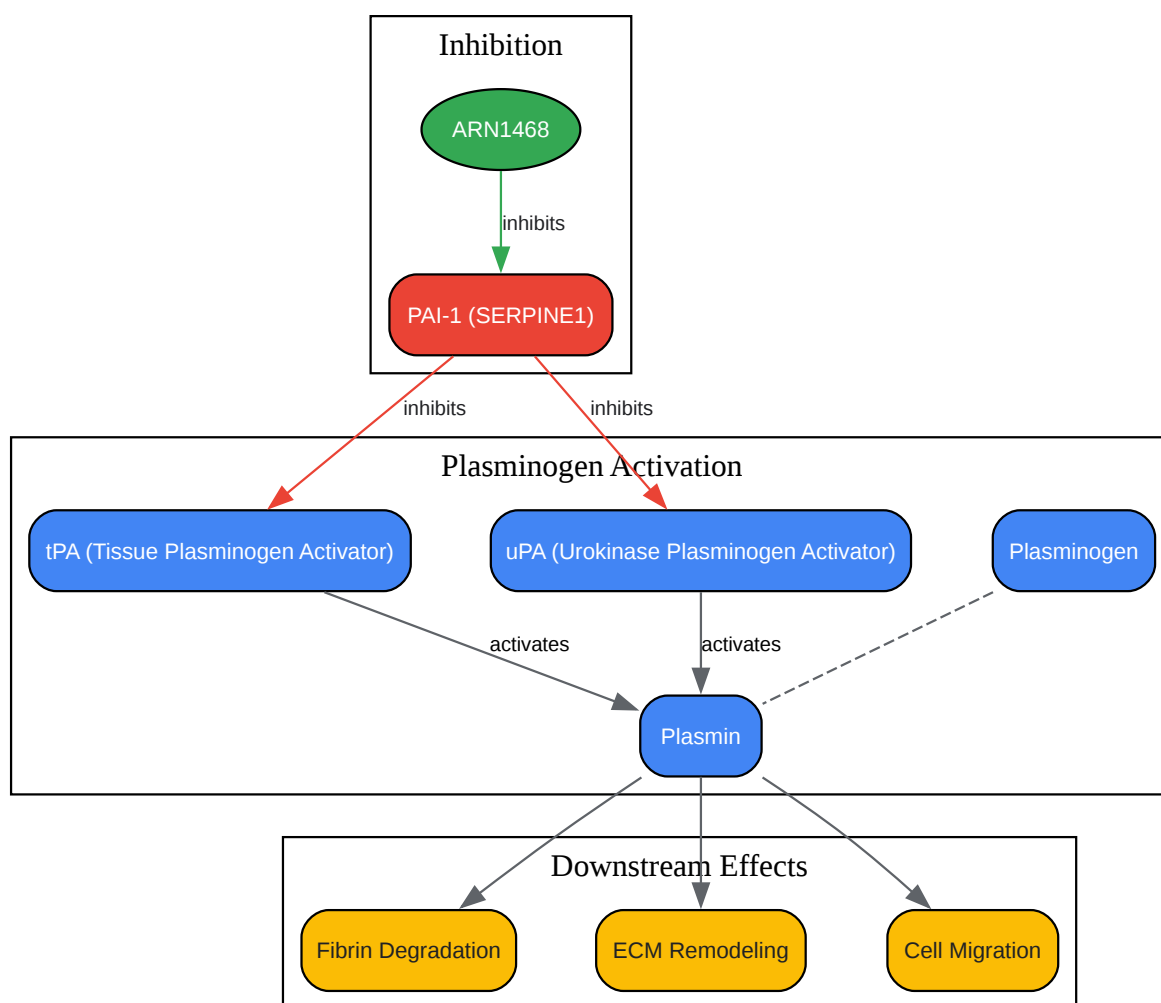 Inhibition
ARN1468
inhibits
PAI-1 (SERPINE1)
inhibits
inhibits
Plasminogen Activation
tPA (Tissue Plasminogen Activator)
uPA (Urokinase Plasminogen Activator)
Plasminogen
activates
activates
Plasmin
Downstream Effects
Fibrin Degradation
ECM Remodeling
Cell Migration